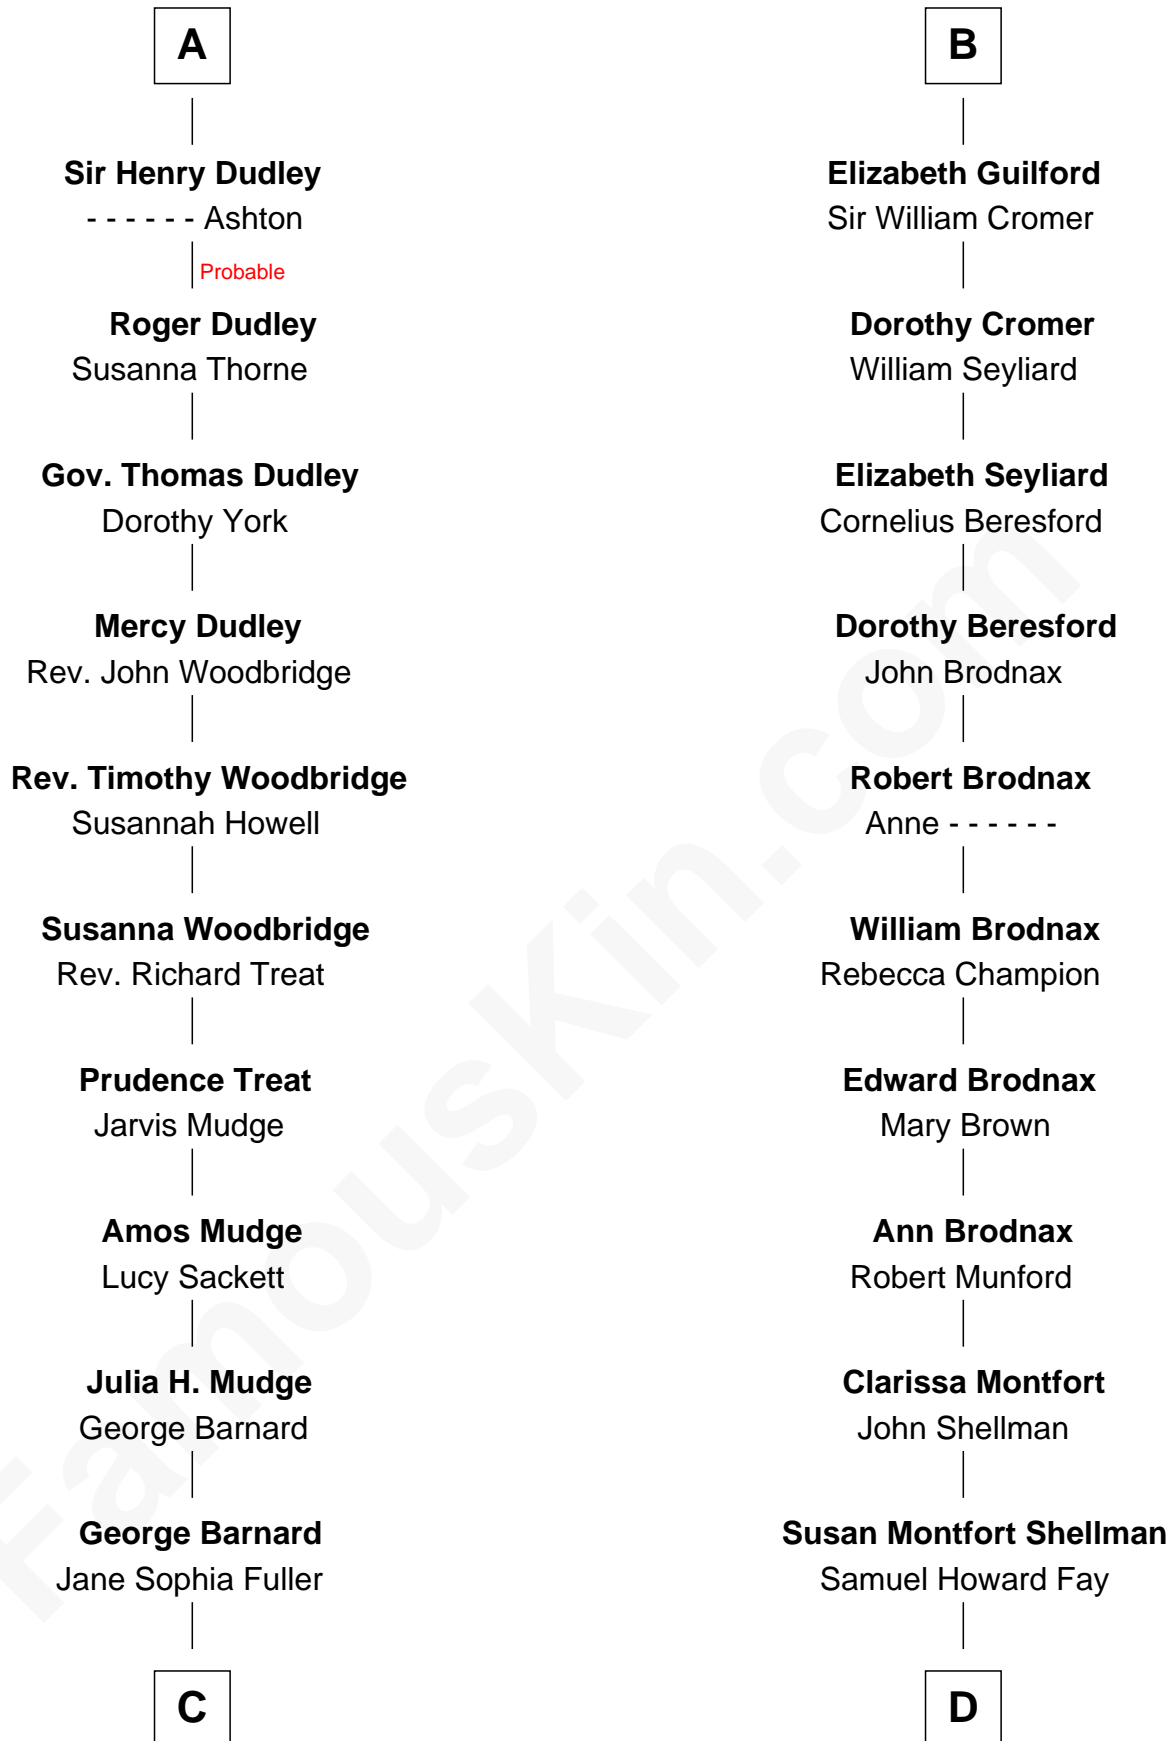 A
Sir Henry Dudley
- - - - - - Ashton
Probable
Roger Dudley
Susanna Thorne
Gov. Thomas Dudley
Dorothy York
Mercy Dudley
Rev. John Woodbridge
Rev. Timothy Woodbridge
Susannah Howell
Susanna Woodbridge
Rev. Richard Treat
Prudence Treat
Jarvis Mudge
Amos Mudge
Lucy Sackett
Julia H. Mudge
George Barnard
George Barnard
Jane Sophia Fuller
C
B
Elizabeth Guilford
Sir William Cromer
Dorothy Cromer
William Seyliard
Elizabeth Seyliard
Cornelius Beresford
Dorothy Beresford
John Brodnax
Robert Brodnax
Anne - - - - - -
William Brodnax
Rebecca Champion
Edward Brodnax
Mary Brown
Ann Brodnax
Robert Munford
Clarissa Montfort
John Shellman
Susan Montfort Shellman
Samuel Howard Fay
D
FamousKin.com